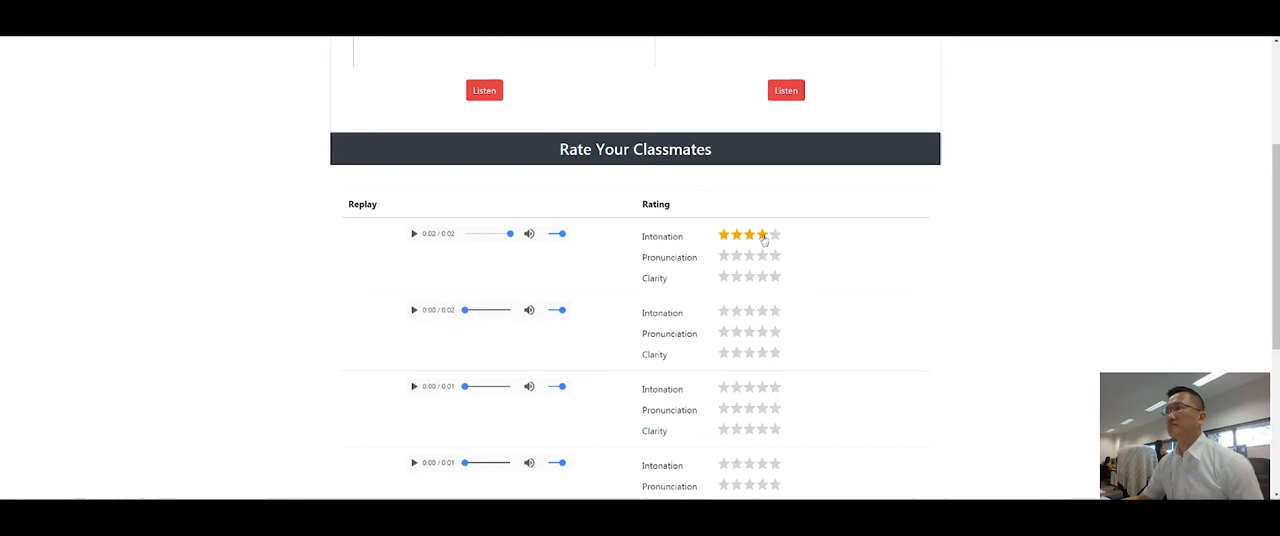 Listen
Listen
Rate Your Classmates
Replay Rating
0:02 / 0:02 Intonation
Pronunciation
Clarity
0:00 / 0:02 Intonation
Pronunciation
Clarity
0:00 / 0:01 Intonation
Pronunciation
Clarity
0:00 / 0:01 Intonation
Pronunciation